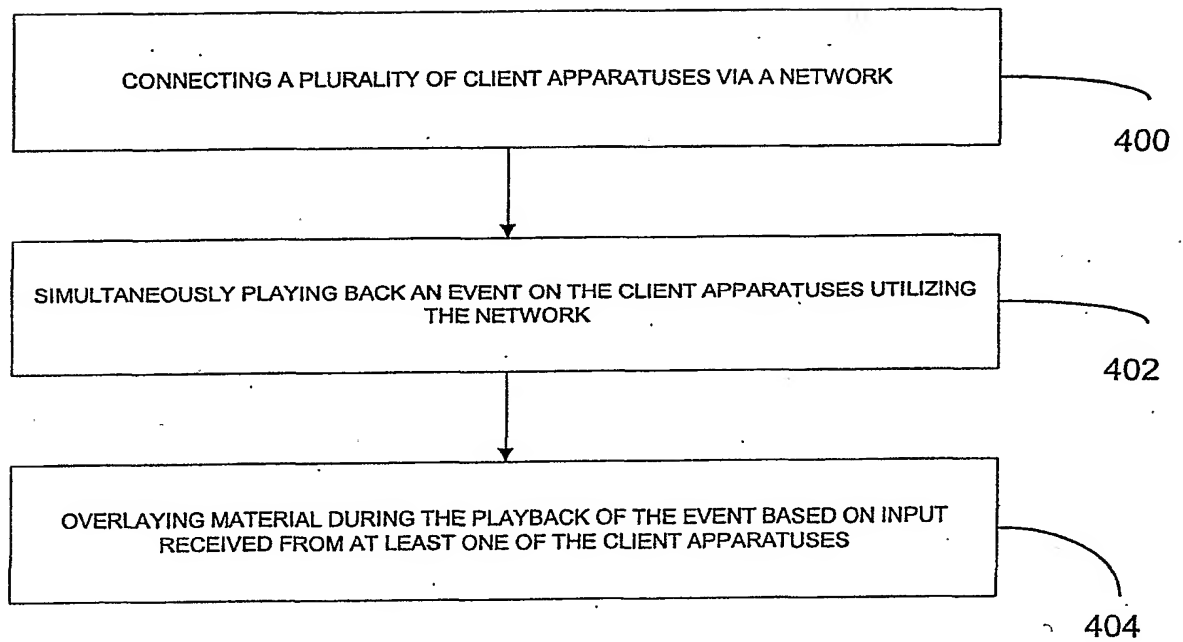 CONNECTING A PLURALITY OF CLIENT APPARATUSES VIA A NETWORK
400
SIMULTANEOUSLY PLAYING BACK AN EVENT ON THE CLIENT APPARATUSES UTILIZING
THE NETWORK
402
OVERLAYING MATERIAL DURING THE PLAYBACK OF THE EVENT BASED ON INPUT
RECEIVED FROM AT LEAST ONE OF THE CLIENT APPARATUSES
404